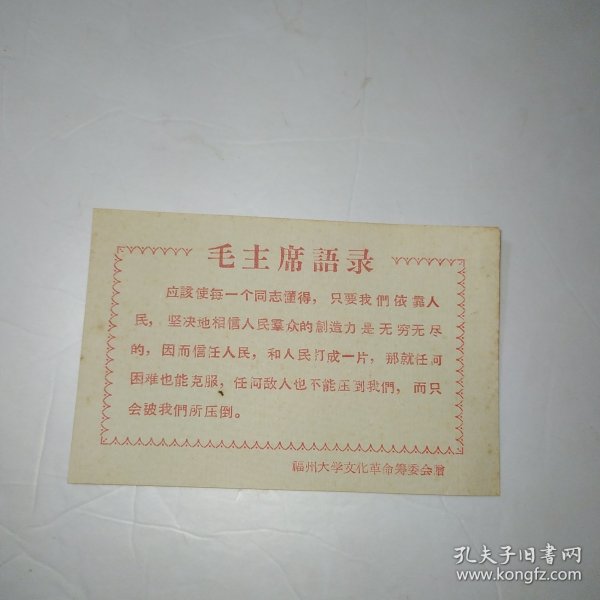 毛主席語录
应該使每一个同志懂得，只要我們依靠人
民，坚决地相信人民羣众的創造力是无穷无尽
的，因而信任人民，和人民打成一片，那就任何
困难也能克服，任何敌人也不能压到我們，而只
会被我們所压倒。
福州大学文化革命筹委会赠
孔夫子旧書网
www.kongfz.com